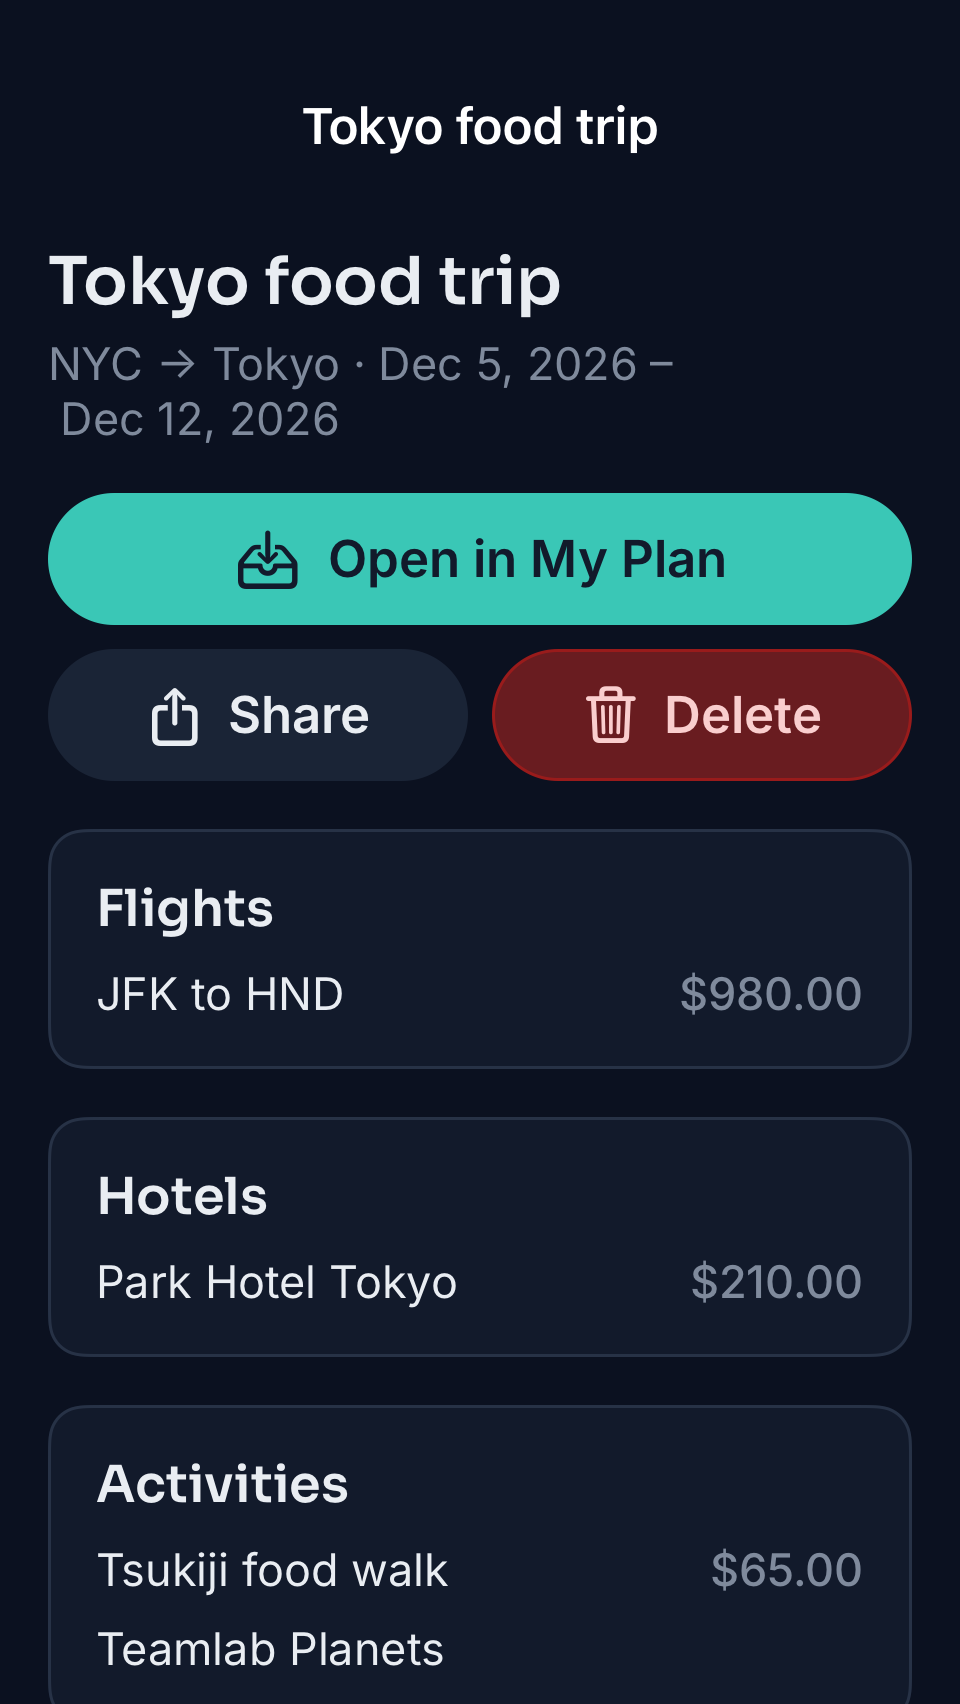 Tokyo food trip
Tokyo food trip
NYC → Tokyo · Dec 5, 2026 –
Dec 12, 2026
Open in My Plan
Share
Delete
Flights
JFK to HND $980.00
Hotels
Park Hotel Tokyo $210.00
Activities
Tsukiji food walk $65.00
Teamlab Planets